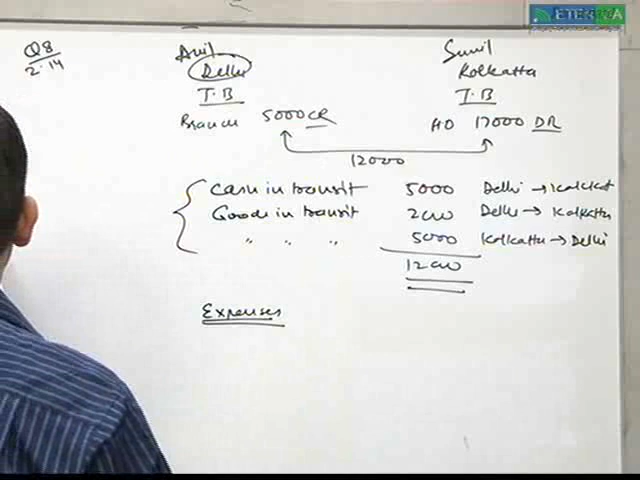 Q8
2.14
Anil
Delhi
T.B
Branch 5000 CR
Sunil
Kolkatta
T.B
HO 17000 DR
12000
Cash in transit 5000 Delhi → Kolkat
Goods in transit 2000 Delhi → Kolkatta
" " " 5000 Kolkatta → Delhi
12000
Expenses